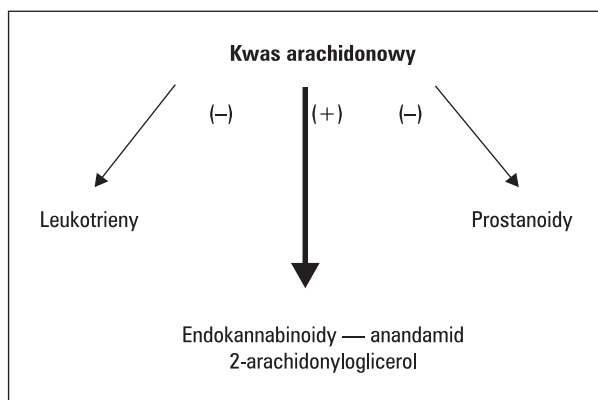 Kwas arachidonowy
(–) (+) (–)
Leukotrieny Prostanoidy
Endokannabinoidy — anandamid
2-arachidonyloglicerol